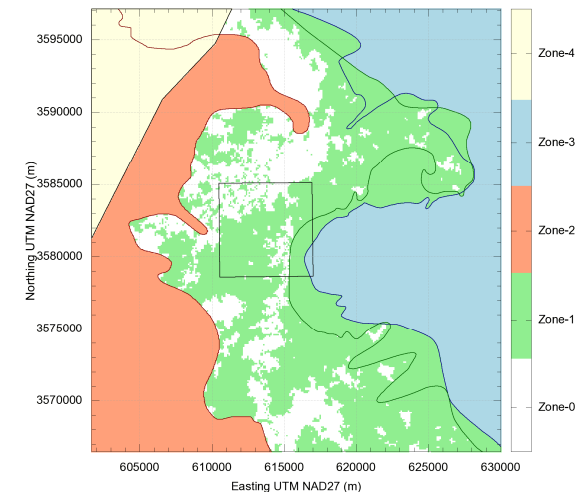 3595000
3590000
3585000
3580000
3575000
3570000
Northing UTM NAD27 (m)
605000 610000 615000 620000 625000 630000
Easting UTM NAD27 (m)
Zone-4
Zone-3
Zone-2
Zone-1
Zone-0